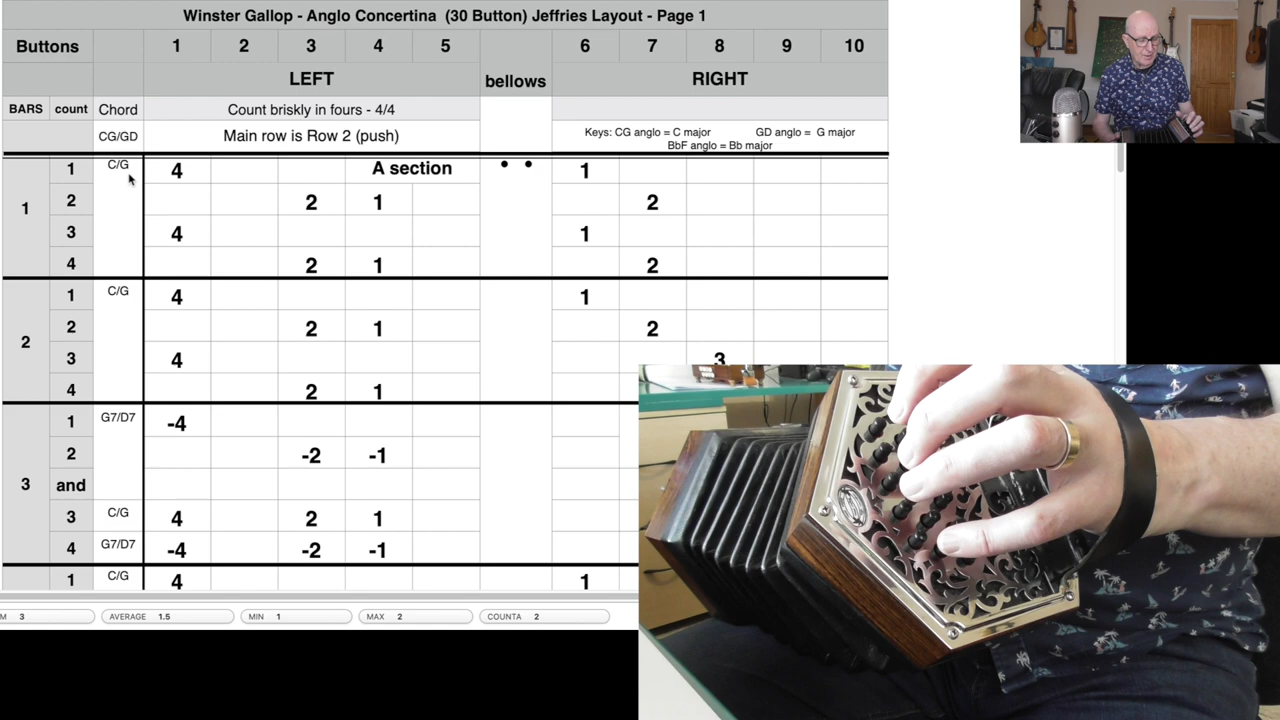 Winster Gallop - Anglo Concertina (30 Button) Jeffries Layout - Page 1
Buttons 1 2 3 4 5 6 7 8 9 10
LEFT bellows RIGHT
BARS count Chord Count briskly in fours - 4/4
CG/GD Main row is Row 2 (push) Keys: CG anglo = C major GD anglo = G major
BbF anglo = Bb major
1 C/G 4 A section • • 1
1 2 2 1 2
3 4 1
4 2 1 2
1 C/G 4 1
2 2 2 1 2
3 4 3
4 2 1
1 G7/D7 -4
2 -2 -1
3 and
3 C/G 4 2 1
4 G7/D7 -4 -2 -1
1 C/G 4 1
M 3 AVERAGE 1.5 MIN 1 MAX 2 COUNTA 2